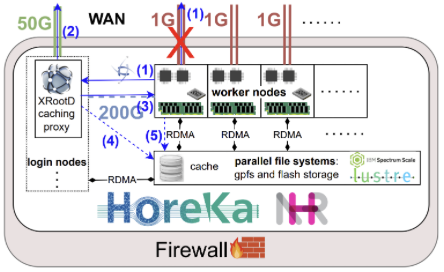 50G
WAN
1G
1G
1G
(2)
(1)
(1)
XRootD
caching
proxy
worker nodes
200G
(3)
(4)
(5)
RDMA
RDMA
RDMA
login nodes
cache
parallel file systems:
gpfs and flash storage
IBM Spectrum Scale
lustre
RDMA
HoreKa
NHR
Firewall